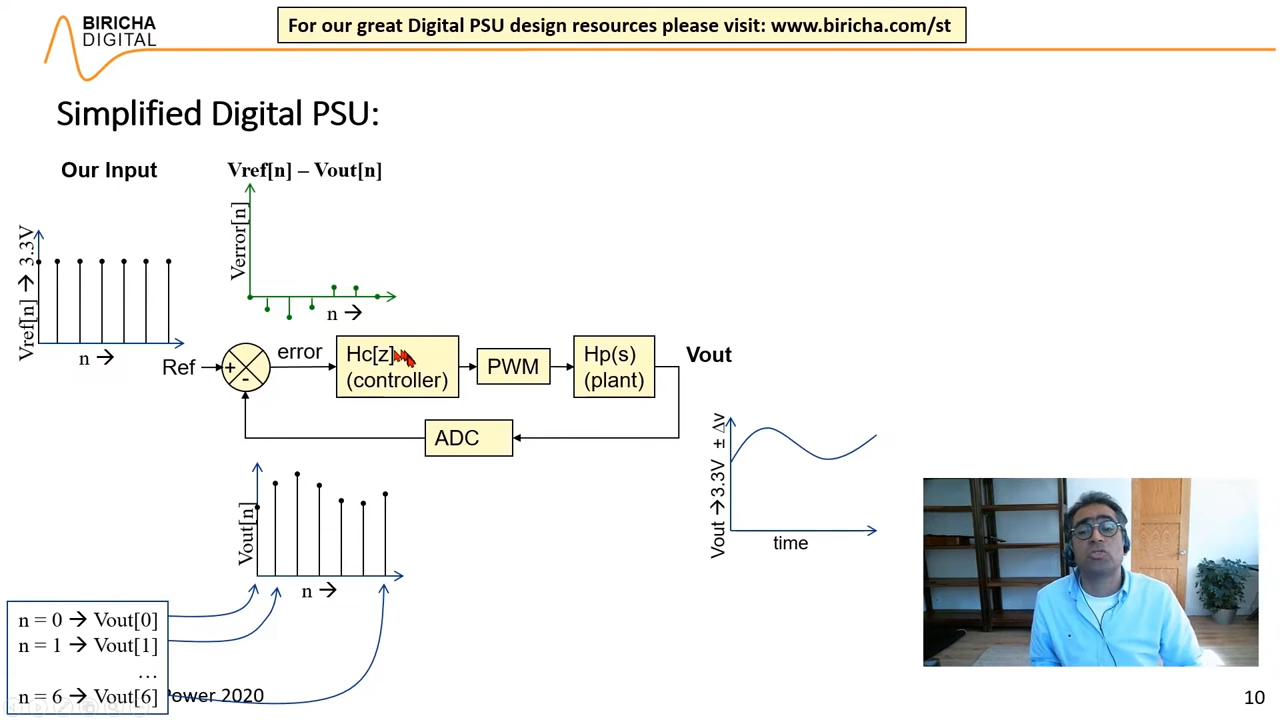 BIRICHA
DIGITAL
For our great Digital PSU design resources please visit: www.biricha.com/st
Simplified Digital PSU:
Our Input
Vref[n] → 3.3V
n →
Vref[n] – Vout[n]
Verror[n]
n →
Ref
+
-
error
Hc[z]
(controller)
PWM
Hp(s)
(plant)
Vout
ADC
Vout[n]
n →
Vout → 3.3V ± Δv
time
n = 0 → Vout[0]
n = 1 → Vout[1]
...
n = 6 → Vout[6]
Power 2020
10